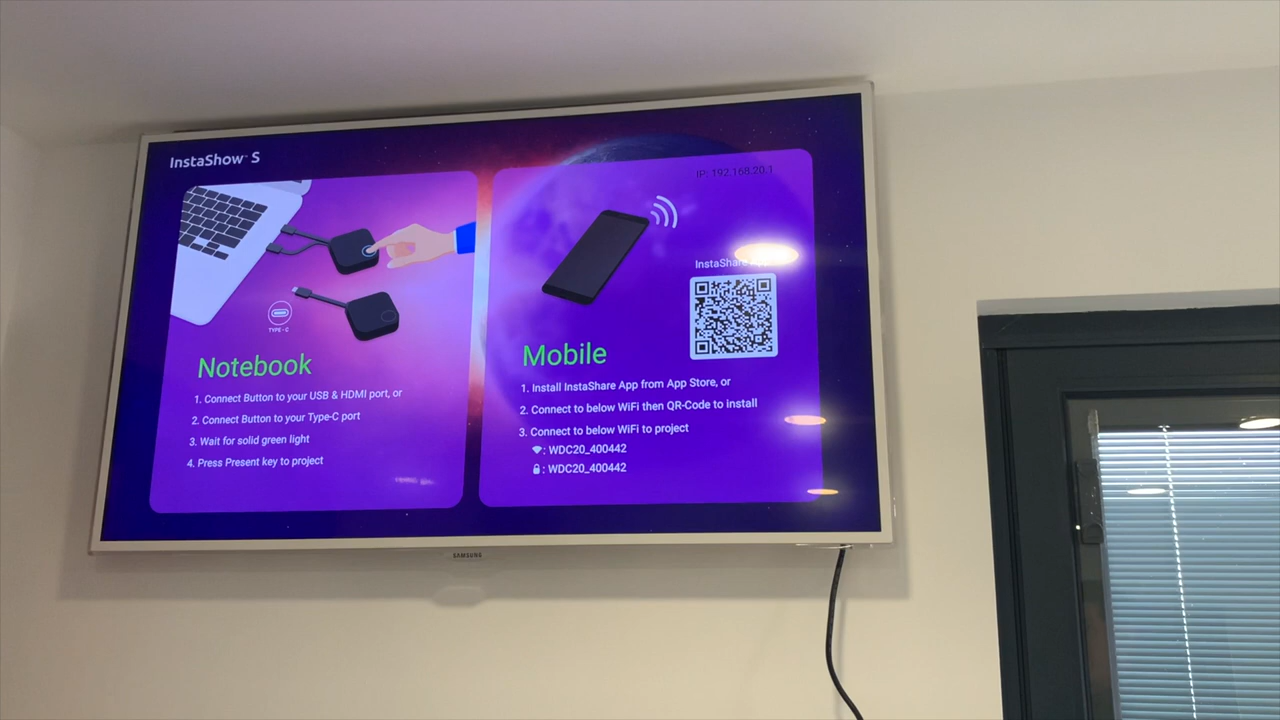 InstaShow™ S
TYPE-C
Notebook
1. Connect Button to your USB & HDMI port, or
2. Connect Button to your Type-C port
3. Wait for solid green light
4. Press Present key to project
IP: 192.168.20.1
InstaShare
Mobile
1. Install InstaShare App from App Store, or
2. Connect to below WiFi then QR-Code to install
3. Connect to below WiFi to project
: WDC20_400442
: WDC20_400442
SAMSUNG